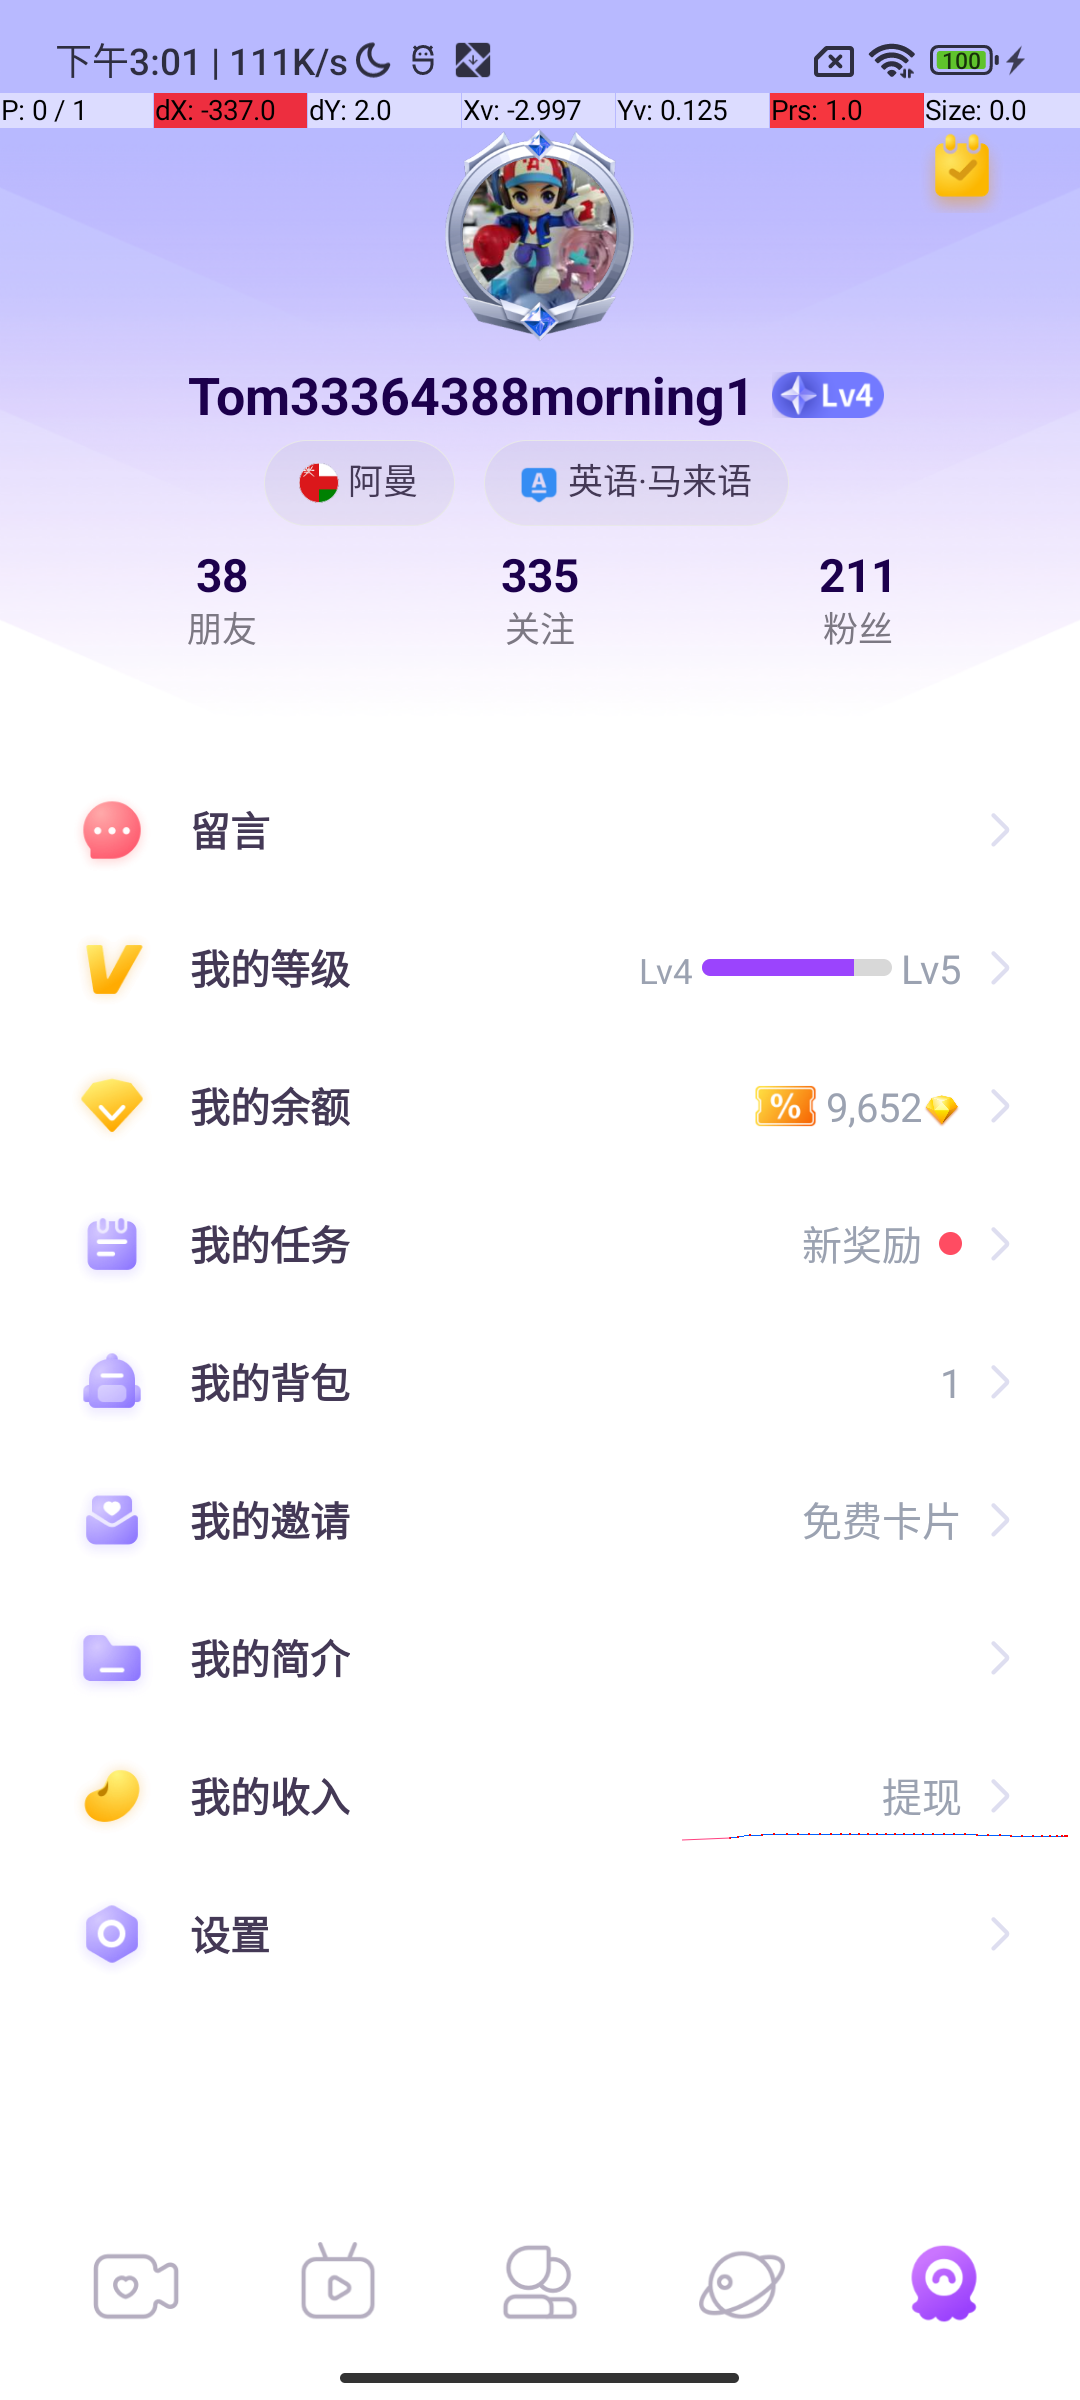 下午3:01 | 111K/s 100
P: 0 / 1 dX: -337.0 dY: 2.0 Xv: -2.997 Yv: 0.125 Prs: 1.0 Size: 0.0
Tom33364388morning1 Lv4
阿曼 英语·马来语
38 335 211
朋友 关注 粉丝
留言
我的等级 Lv4 Lv5
我的余额 % 9,652
我的任务 新奖励
我的背包 1
我的邀请 免费卡片
我的简介
我的收入 提现
设置